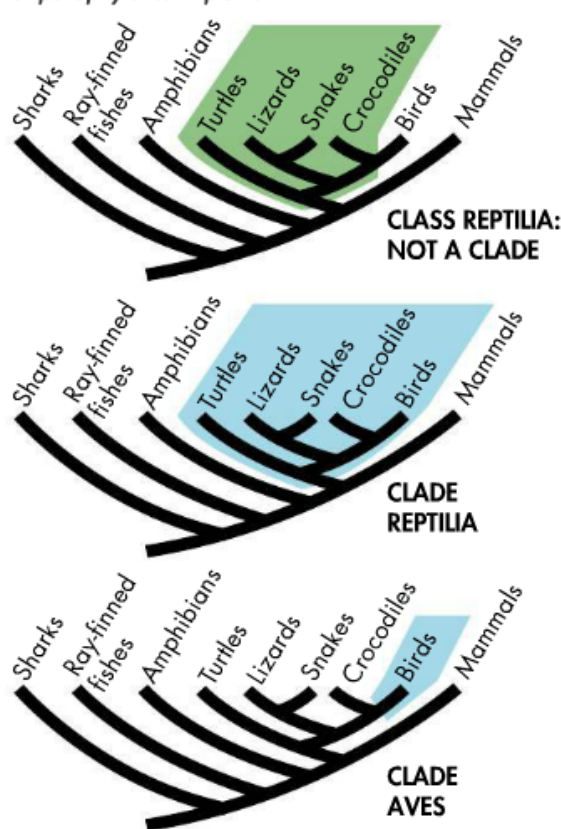 Sharks
Ray-finned
fishes
Amphibians
Turtles
Lizards
Snakes
Crocodiles
Birds
Mammals
CLASS REPTILIA:
NOT A CLADE
Sharks
Ray-finned
fishes
Amphibians
Turtles
Lizards
Snakes
Crocodiles
Birds
Mammals
CLADE
REPTILIA
Sharks
Ray-finned
fishes
Amphibians
Turtles
Lizards
Snakes
Crocodiles
Birds
Mammals
CLADE
AVES